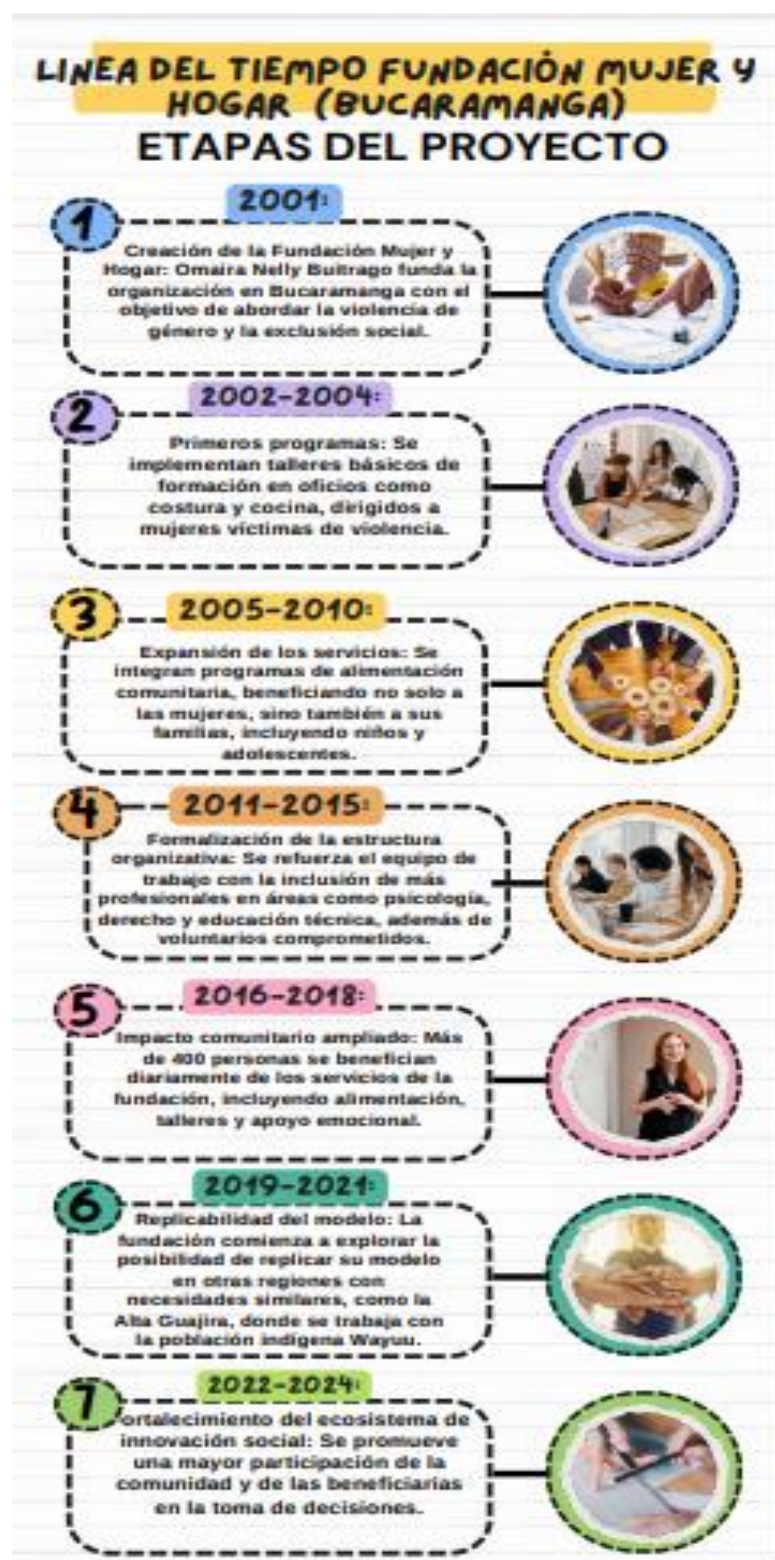 LINEA DEL TIEMPO FUNDACIÓN MUJER Y
HOGAR (BUCARAMANGA)
ETAPAS DEL PROYECTO
1
2001:
Creación de la Fundación Mujer y
Hogar: Omaira Nelly Buitrago funda la
organización en Bucaramanga con el
objetivo de abordar la violencia de
género y la exclusión social.
2
2002-2004:
Primeros programas: Se
implementan talleres básicos de
formación en oficios como
costura y cocina, dirigidos a
mujeres víctimas de violencia.
3
2005-2010:
Expansión de los servicios: Se
integran programas de alimentación
comunitaria, beneficiando no solo a
las mujeres, sino también a sus
familias, incluyendo niños y
adolescentes.
4
2011-2015:
Formalización de la estructura
organizativa: Se refuerza el equipo de
trabajo con la inclusión de más
profesionales en áreas como psicología,
derecho y educación técnica, además de
voluntarios comprometidos.
5
2016-2018:
Impacto comunitario ampliado: Más
de 400 personas se benefician
diariamente de los servicios de la
fundación, incluyendo alimentación,
talleres y apoyo emocional.
6
2019-2021:
Replicabilidad del modelo: La
fundación comienza a explorar la
posibilidad de replicar su modelo
en otras regiones con
necesidades similares, como la
Alta Guajira, donde se trabaja con
la población indígena Wayuu.
7
2022-2024:
ortalecimiento del ecosistema de
innovación social: Se promueve
una mayor participación de la
comunidad y de las beneficiarias
en la toma de decisiones.